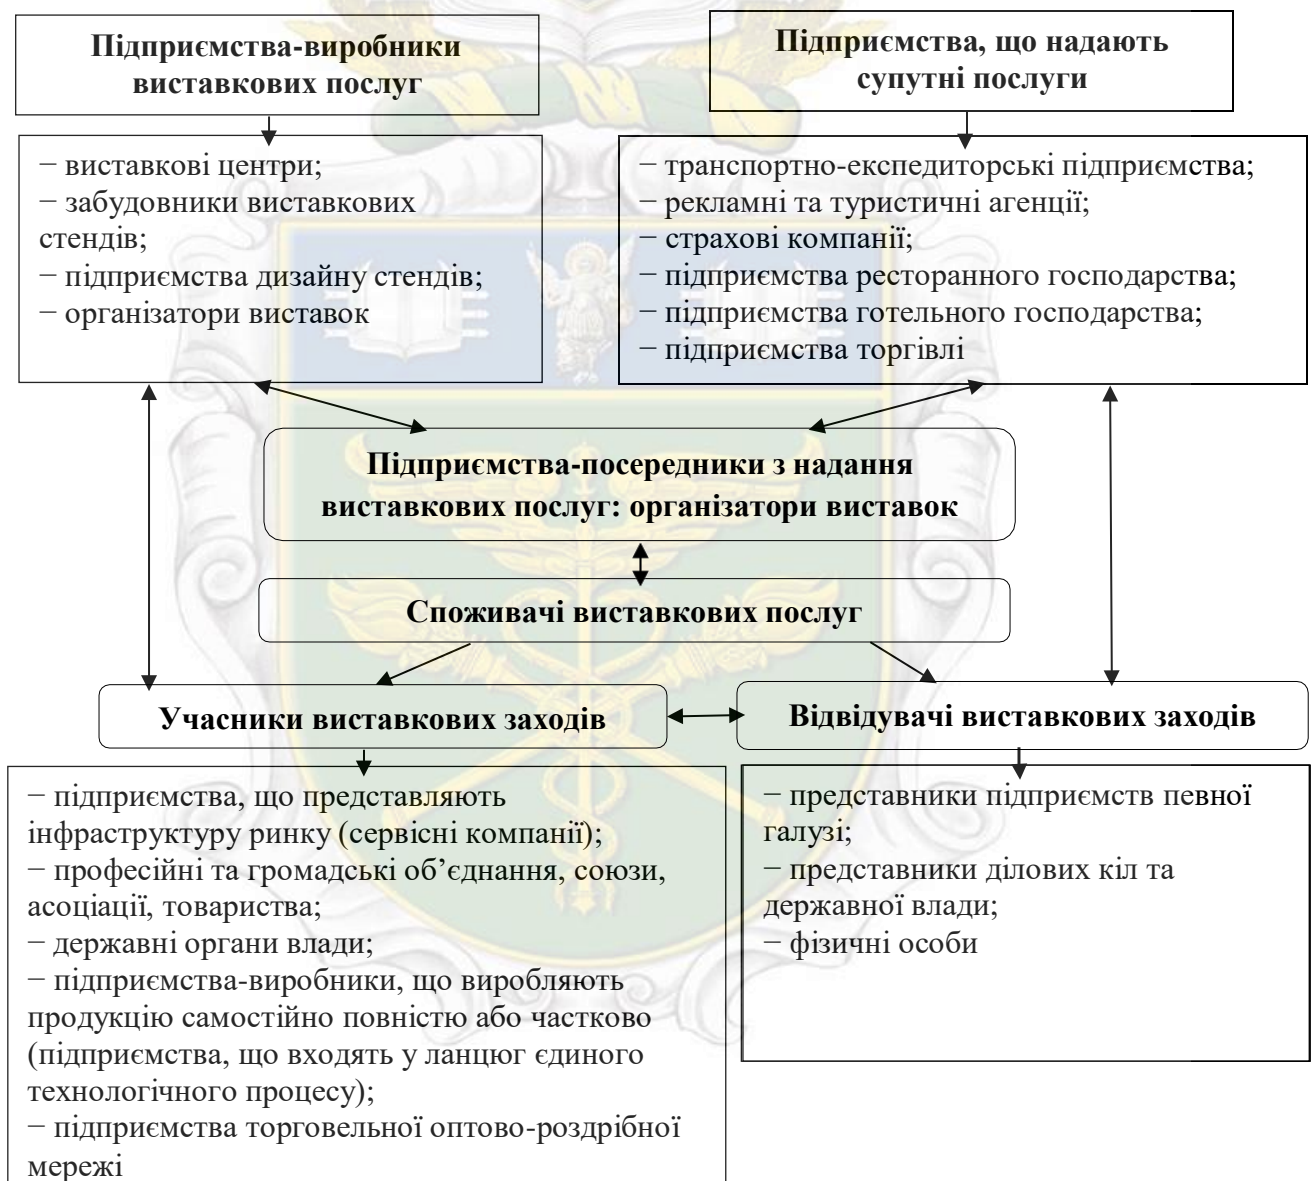 Підприємства-виробники
виставкових послуг
Підприємства, що надають
супутні послуги
− виставкові центри;
− забудовники виставкових
стендів;
− підприємства дизайну стендів;
− організатори виставок
− транспортно-експедиторські підприємства;
− рекламні та туристичні агенції;
− страхові компанії;
− підприємства ресторанного господарства;
− підприємства готельного господарства;
− підприємства торгівлі
Підприємства-посередники з надання
виставкових послуг: організатори виставок
Споживачі виставкових послуг
Учасники виставкових заходів
Відвідувачі виставкових заходів
− підприємства, що представляють
інфраструктуру ринку (сервісні компанії);
− професійні та громадські об’єднання, союзи,
асоціації, товариства;
− державні органи влади;
− підприємства-виробники, що виробляють
продукцію самостійно повністю або частково
(підприємства, що входять у ланцюг єдиного
технологічного процесу);
− підприємства торговельної оптово-роздрібної
мережі
− представники підприємств певної
галузі;
− представники ділових кіл та
державної влади;
− фізичні особи